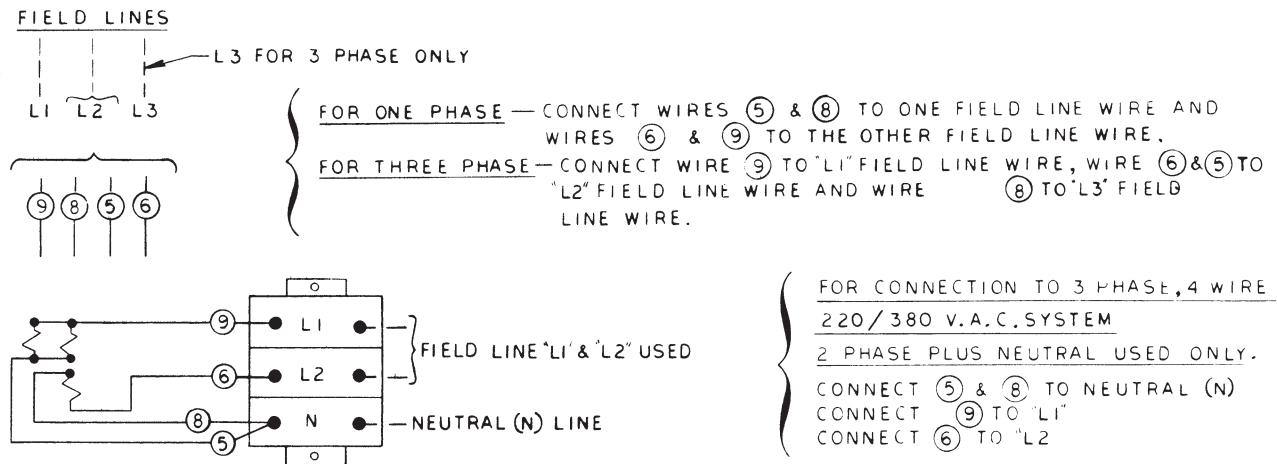 FIELD LINES
L3 FOR 3 PHASE ONLY
L1 L2 L3
FOR ONE PHASE — CONNECT WIRES ⑤ & ⑧ TO ONE FIELD LINE WIRE AND
WIRES ⑥ & ⑨ TO THE OTHER FIELD LINE WIRE.
FOR THREE PHASE — CONNECT WIRE ⑨ TO "L1" FIELD LINE WIRE, WIRE ⑥ & ⑤ TO
"L2" FIELD LINE WIRE AND WIRE ⑧ TO "L3" FIELD
LINE WIRE.
⑨ ⑧ ⑤ ⑥
⑨ L1
⑥ L2
⑧ N
⑤
FIELD LINE "L1' & "L2" USED
NEUTRAL (N) LINE
FOR CONNECTION TO 3 PHASE, 4 WIRE
220/380 V.A.C. SYSTEM
2 PHASE PLUS NEUTRAL USED ONLY.
CONNECT ⑤ & ⑧ TO NEUTRAL (N)
CONNECT ⑨ TO "L1"
CONNECT ⑥ TO "L2